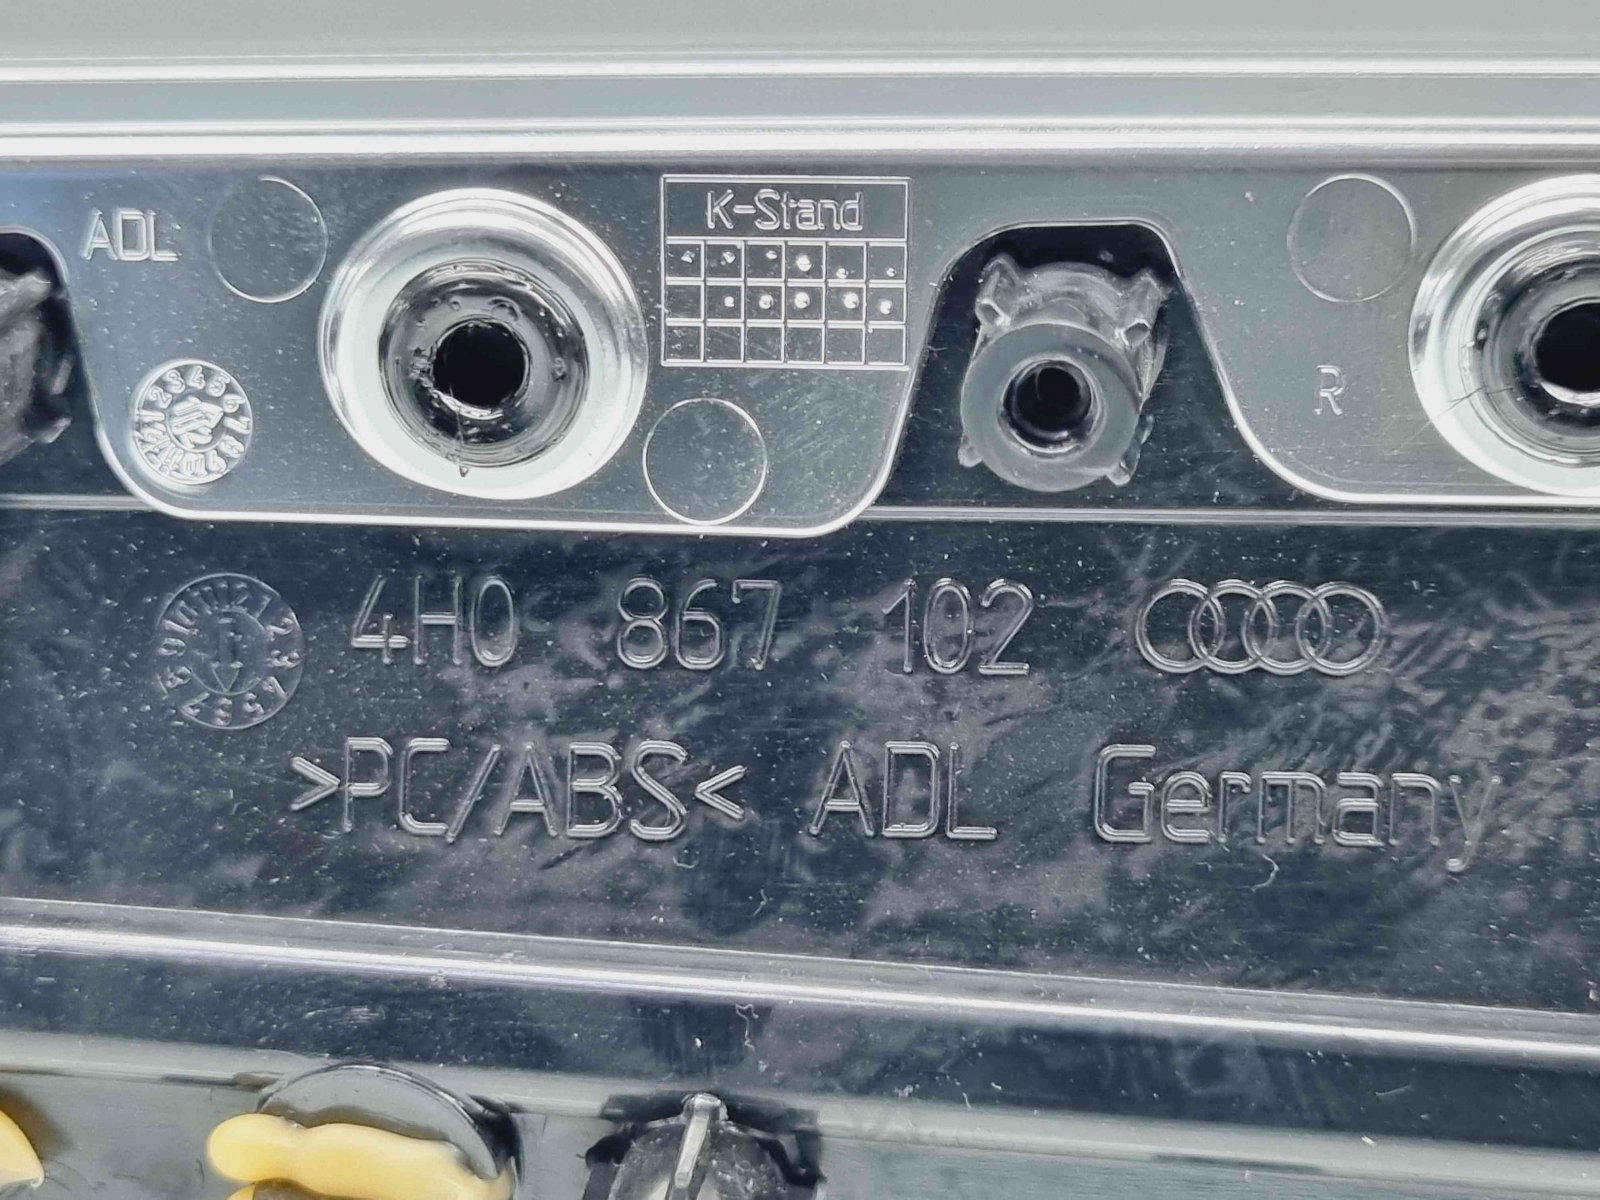 ADL
K-Stand
R
4H0 867 102
>PC/ABS< ADL Germany